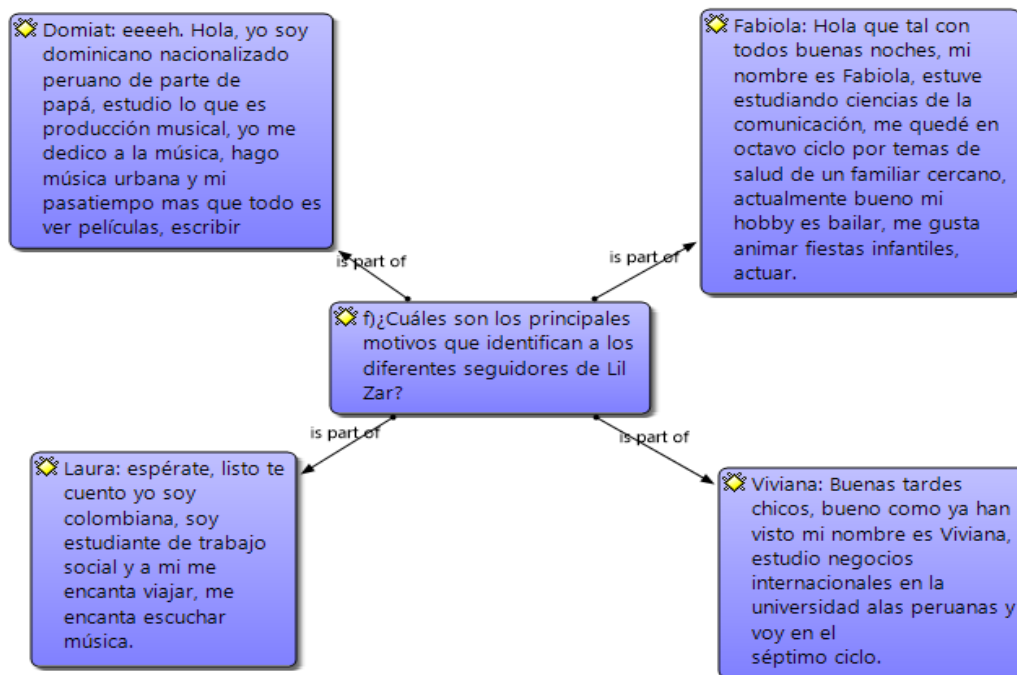 Domiat: eeeeh. Hola, yo soy
dominicano nacionalizado
peruano de parte de
papá, estudio lo que es
producción musical, yo me
dedico a la música, hago
música urbana y mi
pasatiempo mas que todo es
ver películas, escribir
Fabiola: Hola que tal con
todos buenas noches, mi
nombre es Fabiola, estuve
estudiando ciencias de la
comunicación, me quedé en
octavo ciclo por temas de
salud de un familiar cercano,
actualmente bueno mi
hobby es bailar, me gusta
animar fiestas infantiles,
actuar.
is part of
is part of
f)¿Cuáles son los principales
motivos que identifican a los
diferentes seguidores de Lil
Zar?
is part of
is part of
Laura: espérate, listo te
cuento yo soy
colombiana, soy
estudiante de trabajo
social y a mi me
encanta viajar, me
encanta escuchar
música.
Viviana: Buenas tardes
chicos, bueno como ya han
visto mi nombre es Viviana,
estudio negocios
internacionales en la
universidad alas peruanas y
voy en el
séptimo ciclo.